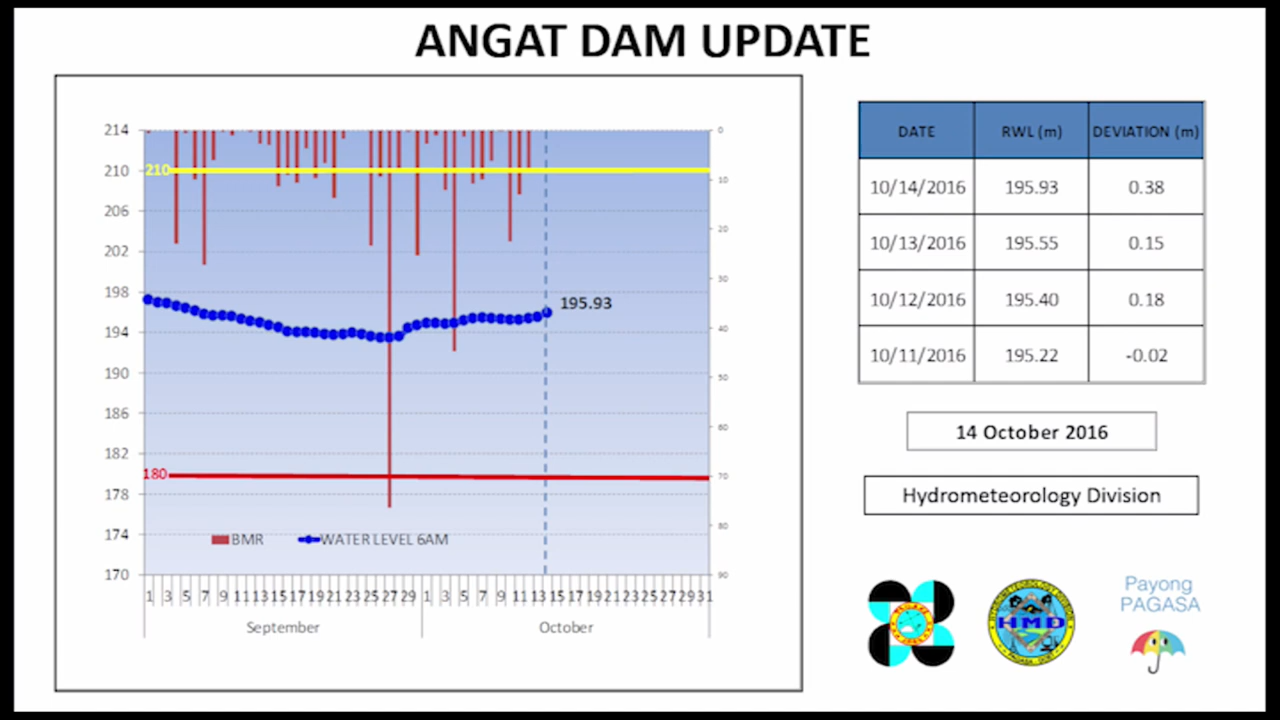 ANGAT DAM UPDATE
214
210
206
202
198
194
190
186
182
178
174
170
210
180
195.93
0
10
20
30
40
50
60
70
80
90
BMR WATER LEVEL 6AM
1 3 5 7 9 11 13 15 17 19 21 23 25 27 29 1 3 5 7 9 11 13 15 17 19 21 23 25 27 29 31
September October
DATE RWL (m) DEVIATION (m)
10/14/2016 195.93 0.38
10/13/2016 195.55 0.15
10/12/2016 195.40 0.18
10/11/2016 195.22 -0.02
14 October 2016
Hydrometeorology Division
HMD
Payong
PAGASA